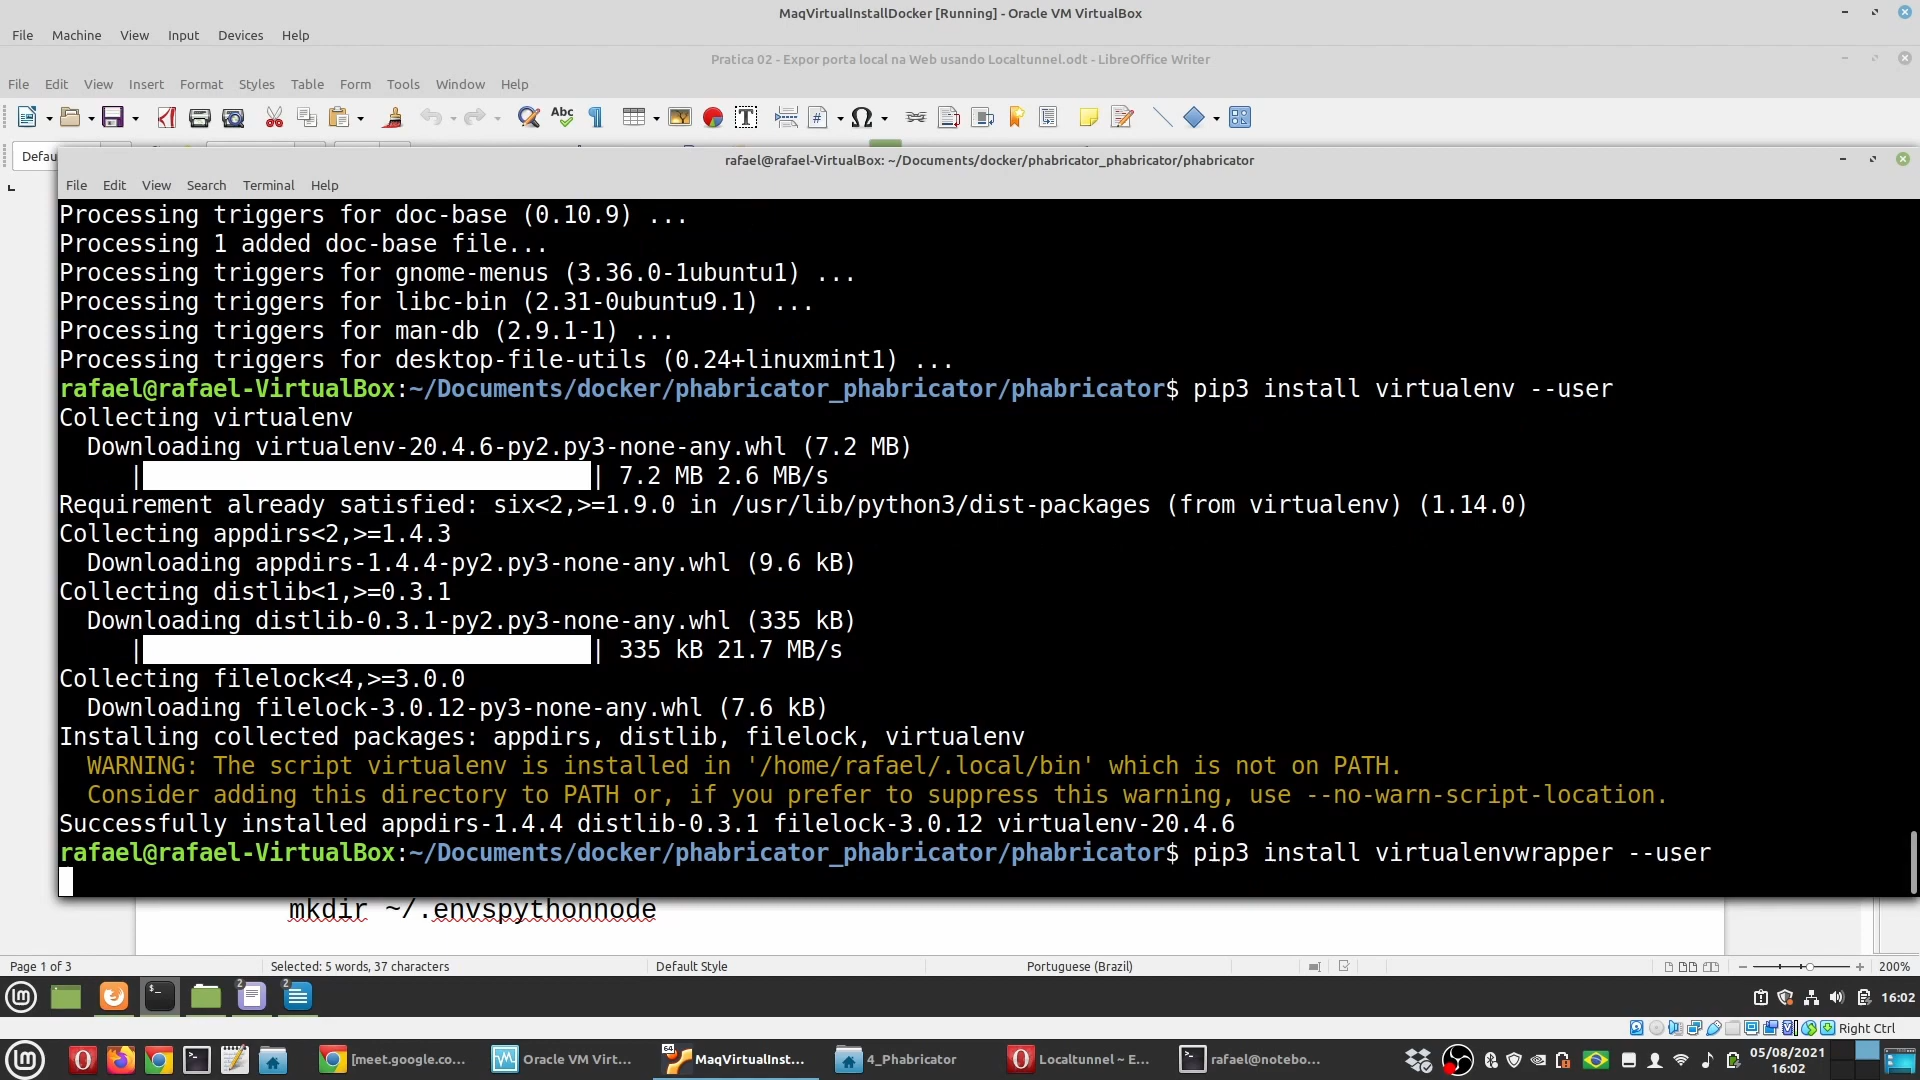 MaqVirtualInstallDocker [Running] - Oracle VM VirtualBox
File Machine View Input Devices Help
Pratica 02 - Expor porta local na Web usando Localtunnel.odt - LibreOffice Writer
File Edit View Insert Format Styles Table Form Tools Window Help
Defau
rafael@rafael-VirtualBox: ~/Documents/docker/phabricator_phabricator/phabricator
File Edit View Search Terminal Help
Processing triggers for doc-base (0.10.9) ...
Processing 1 added doc-base file...
Processing triggers for gnome-menus (3.36.0-1ubuntu1) ...
Processing triggers for libc-bin (2.31-0ubuntu9.1) ...
Processing triggers for man-db (2.9.1-1) ...
Processing triggers for desktop-file-utils (0.24+linuxmint1) ...
rafael@rafael-VirtualBox:~/Documents/docker/phabricator_phabricator/phabricator$ pip3 install virtualenv --user
Collecting virtualenv
Downloading virtualenv-20.4.6-py2.py3-none-any.whl (7.2 MB)
| | 7.2 MB 2.6 MB/s
Requirement already satisfied: six<2,>=1.9.0 in /usr/lib/python3/dist-packages (from virtualenv) (1.14.0)
Collecting appdirs<2,>=1.4.3
Downloading appdirs-1.4.4-py2.py3-none-any.whl (9.6 kB)
Collecting distlib<1,>=0.3.1
Downloading distlib-0.3.1-py2.py3-none-any.whl (335 kB)
| | 335 kB 21.7 MB/s
Collecting filelock<4,>=3.0.0
Downloading filelock-3.0.12-py3-none-any.whl (7.6 kB)
Installing collected packages: appdirs, distlib, filelock, virtualenv
WARNING: The script virtualenv is installed in '/home/rafael/.local/bin' which is not on PATH.
Consider adding this directory to PATH or, if you prefer to suppress this warning, use --no-warn-script-location.
Successfully installed appdirs-1.4.4 distlib-0.3.1 filelock-3.0.12 virtualenv-20.4.6
rafael@rafael-VirtualBox:~/Documents/docker/phabricator_phabricator/phabricator$ pip3 install virtualenvwrapper --user
mkdir ~/.envspythonnode
Page 1 of 3 Selected: 5 words, 37 characters Default Style Portuguese (Brazil) 200%
2 2 16:02
Right Ctrl
[meet.google.co... Oracle VM Virt... MaqVirtualInst... 4_Phabricator Localtunnel ~ E... rafael@notebo... 05/08/2021
16:02